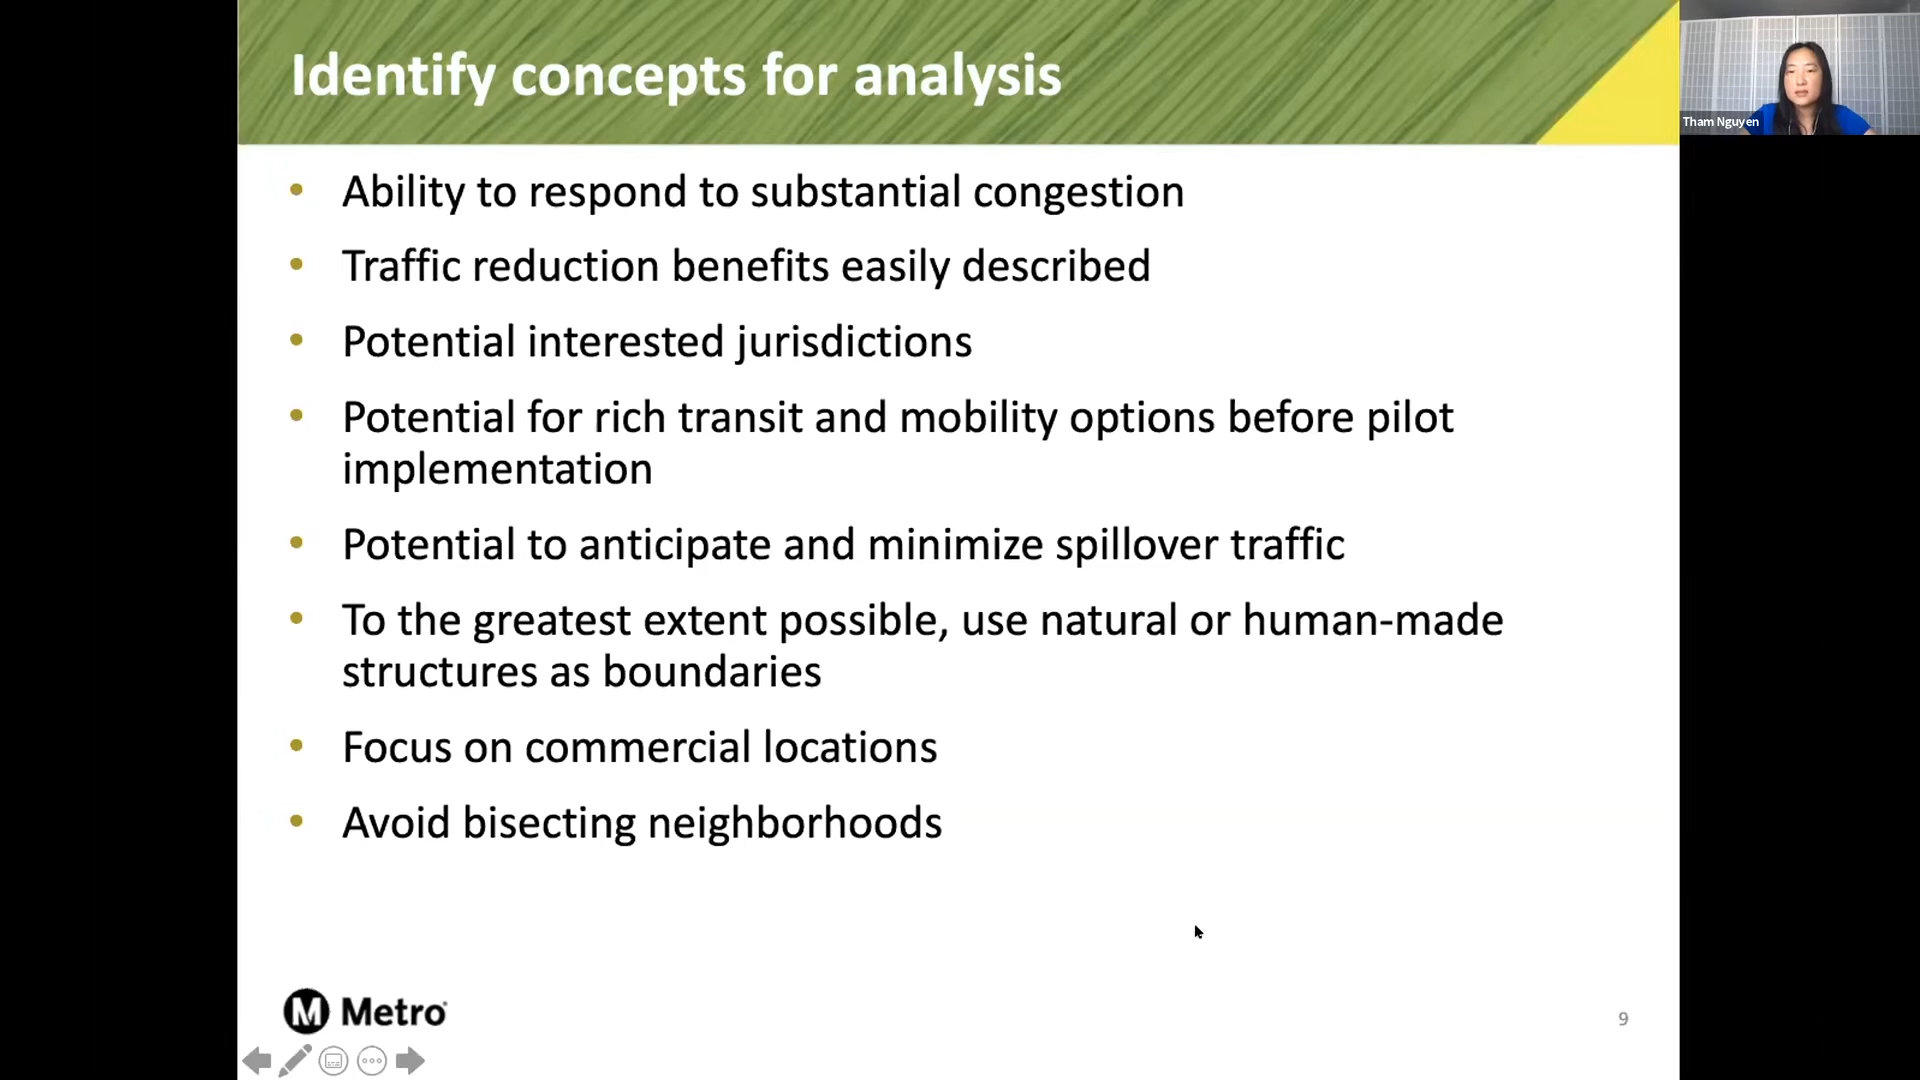 Identify concepts for analysis
Tham Nguyen
• Ability to respond to substantial congestion
• Traffic reduction benefits easily described
• Potential interested jurisdictions
• Potential for rich transit and mobility options before pilot
implementation
• Potential to anticipate and minimize spillover traffic
• To the greatest extent possible, use natural or human-made
structures as boundaries
• Focus on commercial locations
• Avoid bisecting neighborhoods
M Metro
9